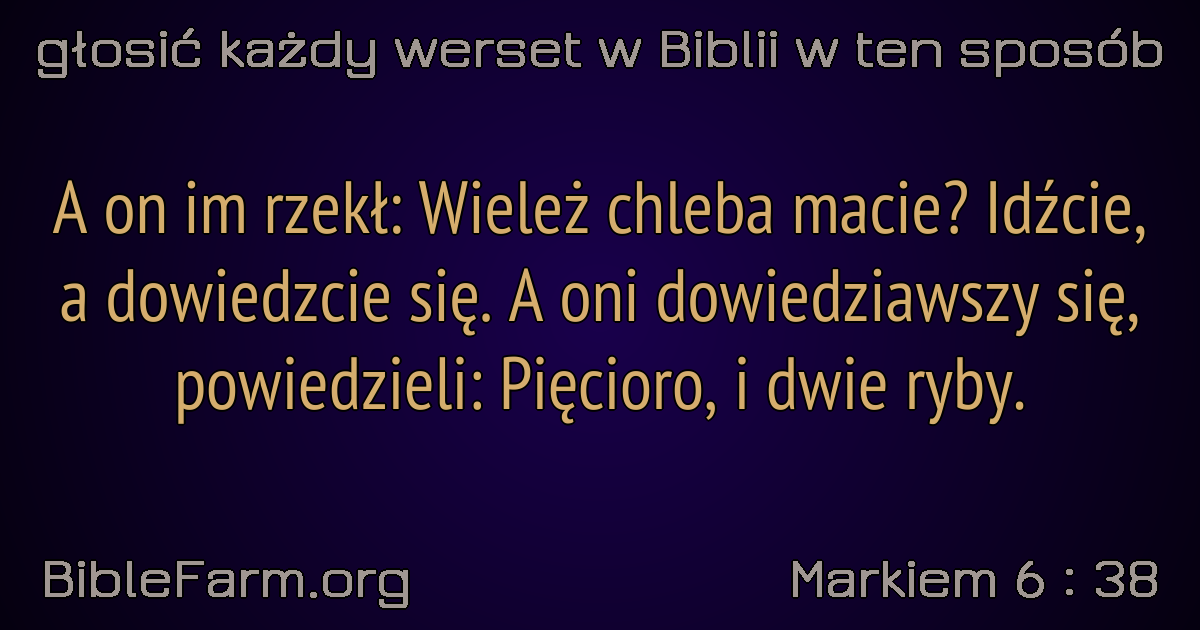 głosić każdy werset w Biblii w ten sposób
A on im rzekł: Wieleż chleba macie? Idźcie,
a dowiedzcie się. A oni dowiedziawszy się,
powiedzieli: Pięcioro, i dwie ryby.
BibleFarm.org
Markiem 6 : 38